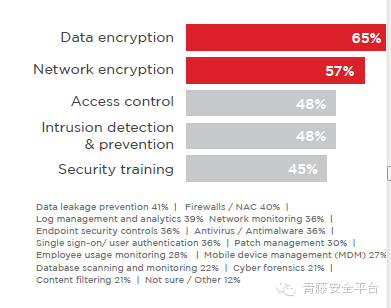 Data encryption 65%
Network encryption 57%
Access control 48%
Intrusion detection
& prevention 48%
Security training 45%
Data leakage prevention 41% | Firewalls / NAC 40% |
Log management and analytics 39% Network monitoring 36% |
Endpoint security controls 36% | Antivirus / Antimalware 36% |
Single sign-on/ user authentication 36% | Patch management 30% |
Employee usage monitoring 28% | Mobile device management (MDM) 27%
Database scanning and monitoring 22% | Cyber forensics 21% |
Content filtering 21% | Not sure / Other 12%
青藤安全平台